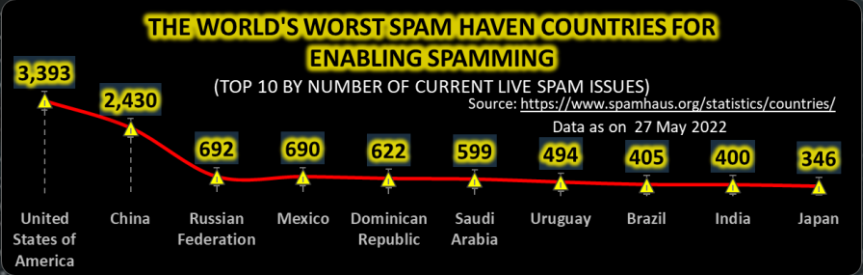 THE WORLD'S WORST SPAM HAVEN COUNTRIES FOR
ENABLING SPAMMING
(TOP 10 BY NUMBER OF CURRENT LIVE SPAM ISSUES)
Source: https://www.spamhaus.org/statistics/countries/
Data as on 27 May 2022
3,393
2,430
692
690
622
599
494
405
400
346
United
States of
America
China
Russian
Federation
Mexico
Dominican
Republic
Saudi
Arabia
Uruguay
Brazil
India
Japan